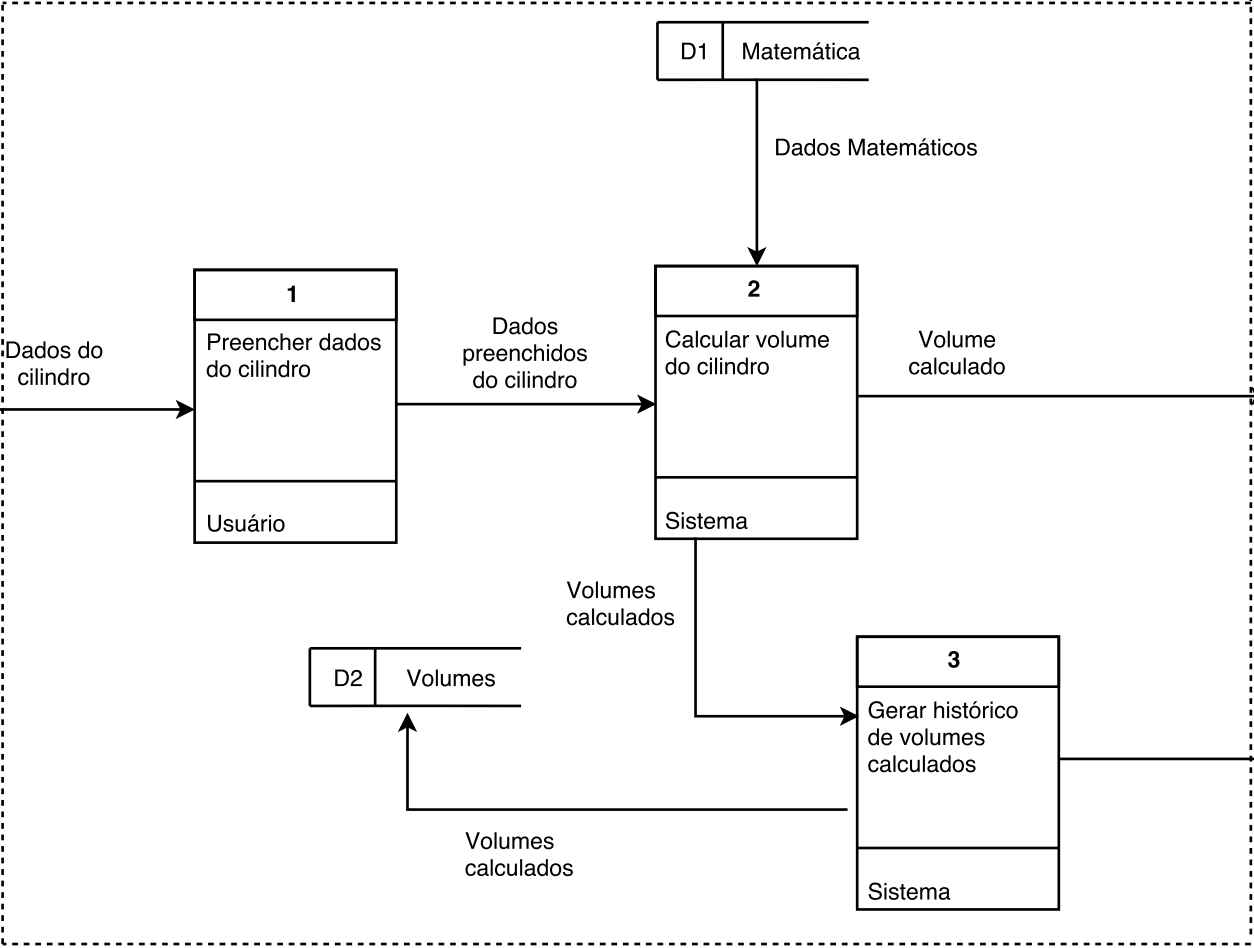 D1 Matemática
Dados Matemáticos
1
Preencher dados
do cilindro
Usuário
Dados do
cilindro
Dados
preenchidos
do cilindro
2
Calcular volume
do cilindro
Sistema
Volume
calculado
Volumes
calculados
D2 Volumes
3
Gerar histórico
de volumes
calculados
Sistema
Volumes
calculados